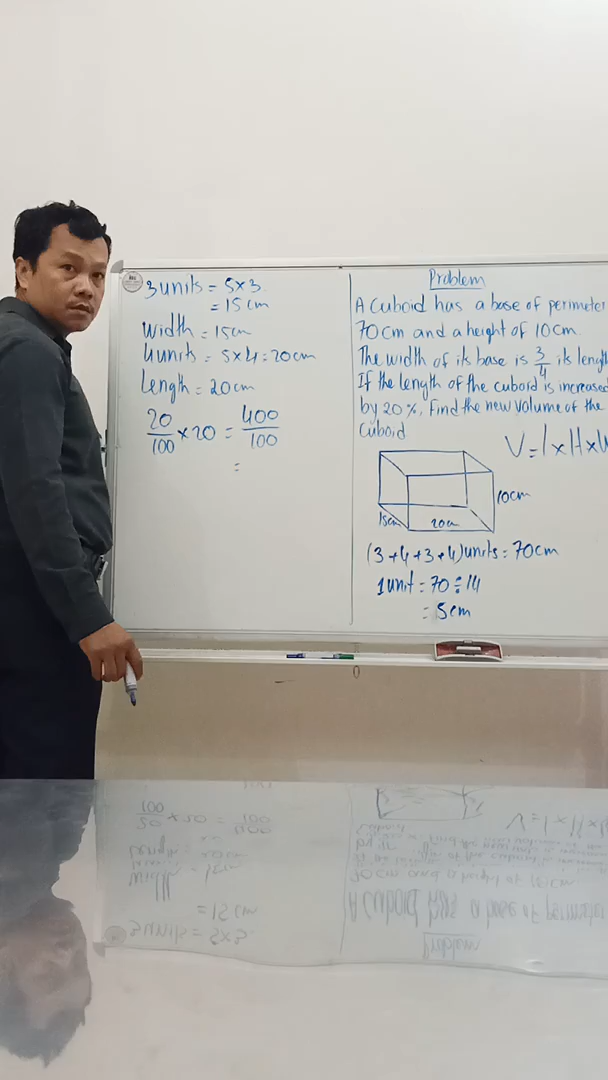 3units = 5x3
= 15cm
Width = 15cm
4units = 5x4 = 20cm
Length = 20cm
20/100 x 20 = 400/100
=
Problem
A Cuboid has a base of perimeter
70cm and a height of 10cm.
The width of its base is 3/4 its length
If the length of the cuboid is increased
by 20%, Find the new volume of the
Cuboid
V = l x H x W
10cm
15cm
20c
(3+4+3+4)units = 70cm
1unit = 70 ÷ 14
= 5cm